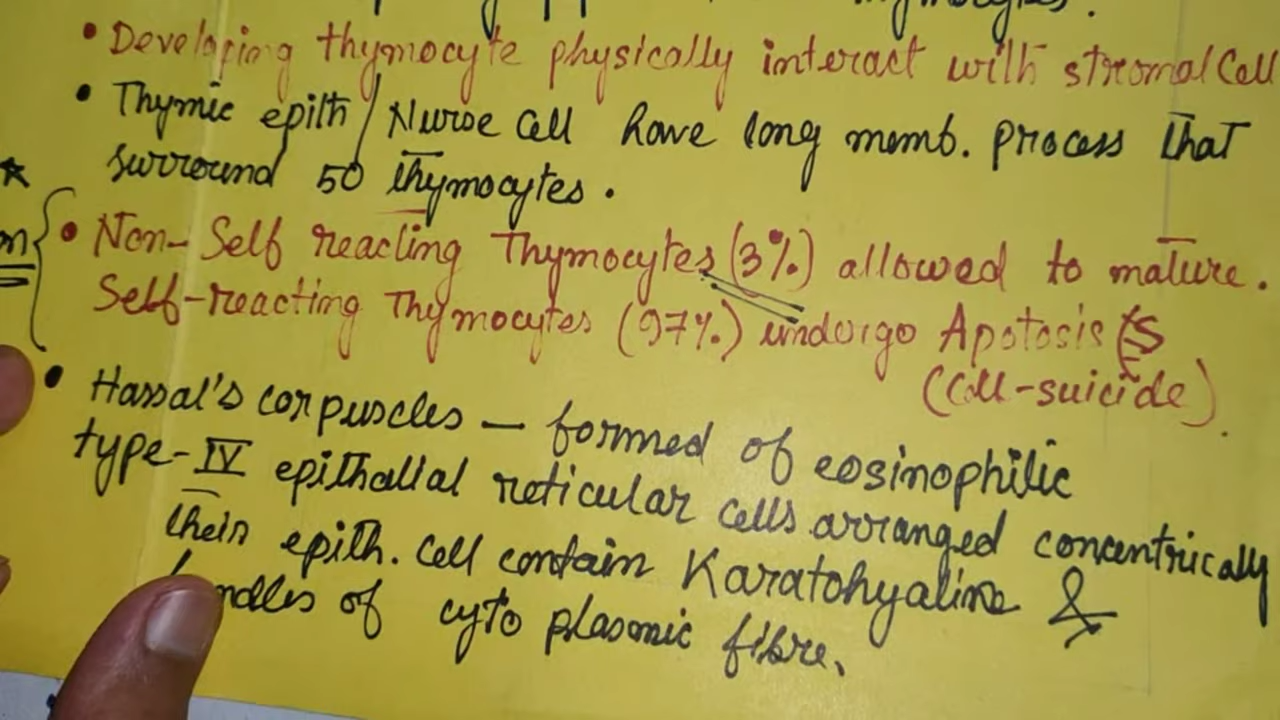 • Developing thymocyte physically interact with stromal Cell
• Thymic epith/Nurse Cell have long memb. process that
surround 50 thymocytes.
• Non-Self reacting Thymocytes (3%) allowed to mature.
Self-reacting Thymocytes (97%) undergo Apotosis
(Cell-suicide).
• Hassal's corpuscles — formed of eosinophilic
type-IV epithelial reticular cells arranged concentrically
their epith. cell contain Karatohyaline &
of cyto plasmic fibre.